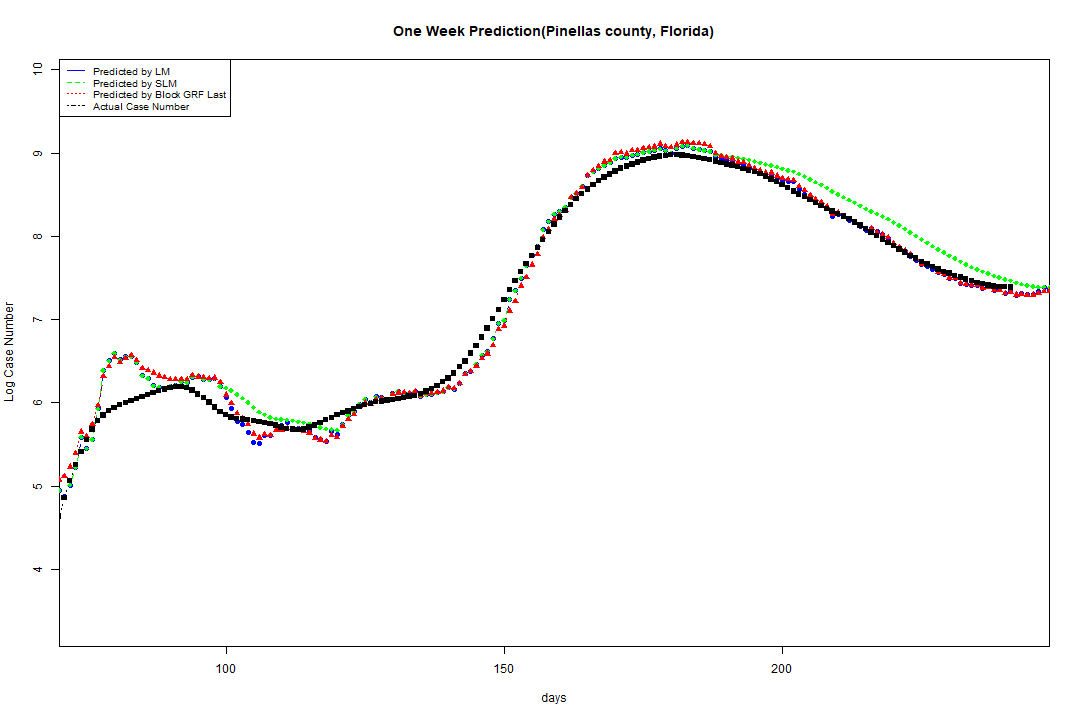 One Week Prediction(Pinellas county, Florida)
Predicted by LM
Predicted by SLM
Predicted by Block GRF Last
Actual Case Number
Log Case Number
10
9
8
7
6
5
4
100
150
200
days